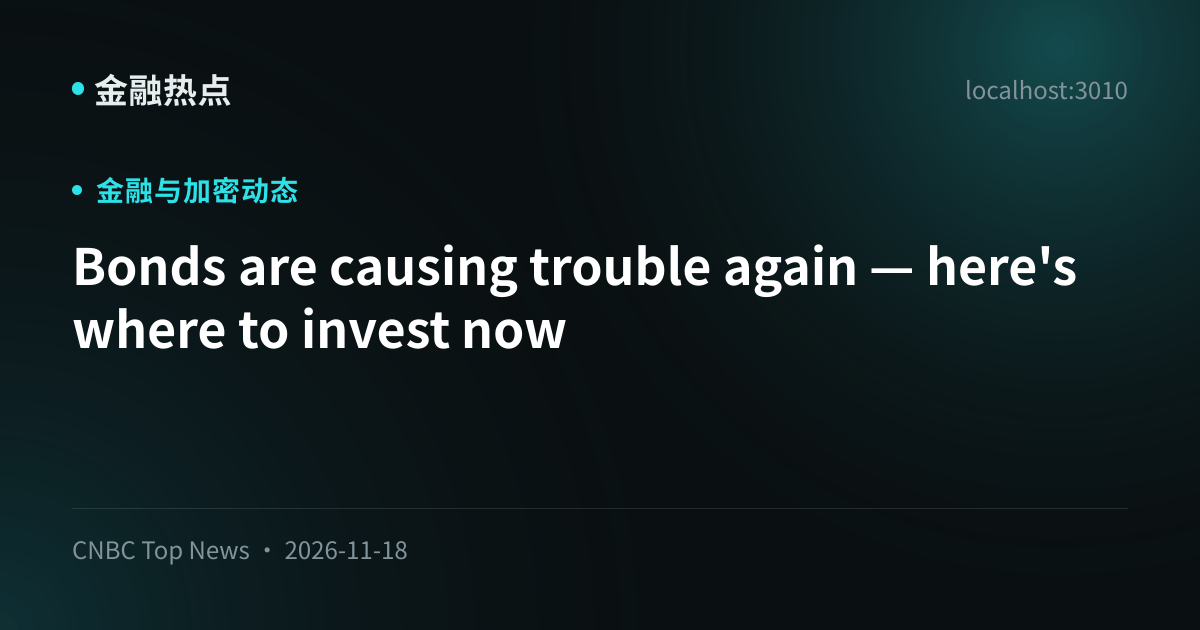 金融热点
localhost:3010
金融与加密动态
Bonds are causing trouble again — here's
where to invest now
CNBC Top News · 2026-11-18